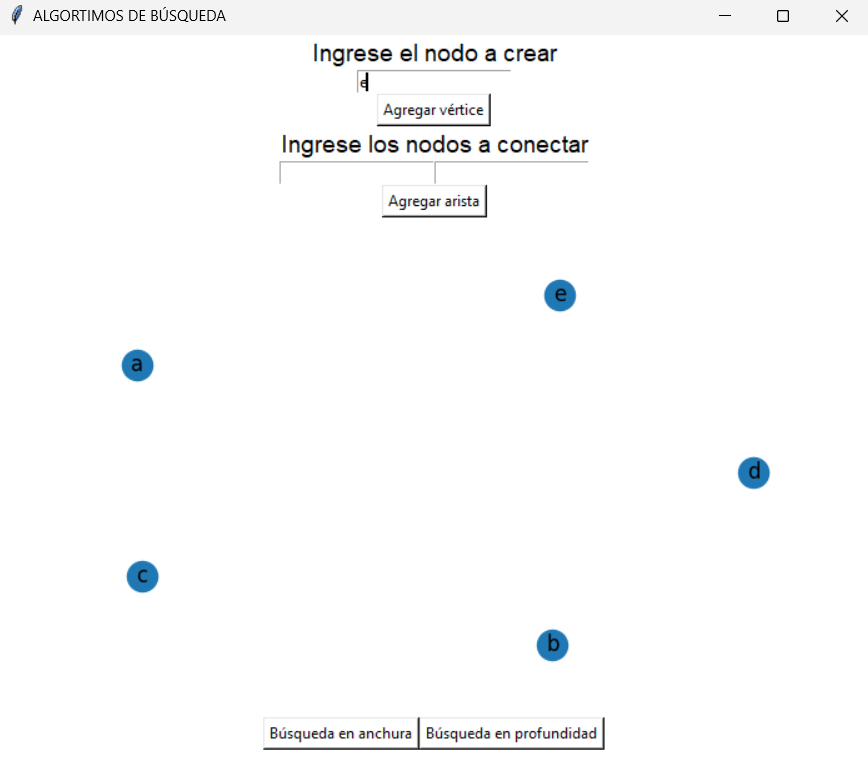 ALGORTIMOS DE BÚSQUEDA
Ingrese el nodo a crear
e
Agregar vértice
Ingrese los nodos a conectar
Agregar arista
e
a
d
c
b
Búsqueda en anchura Búsqueda en profundidad